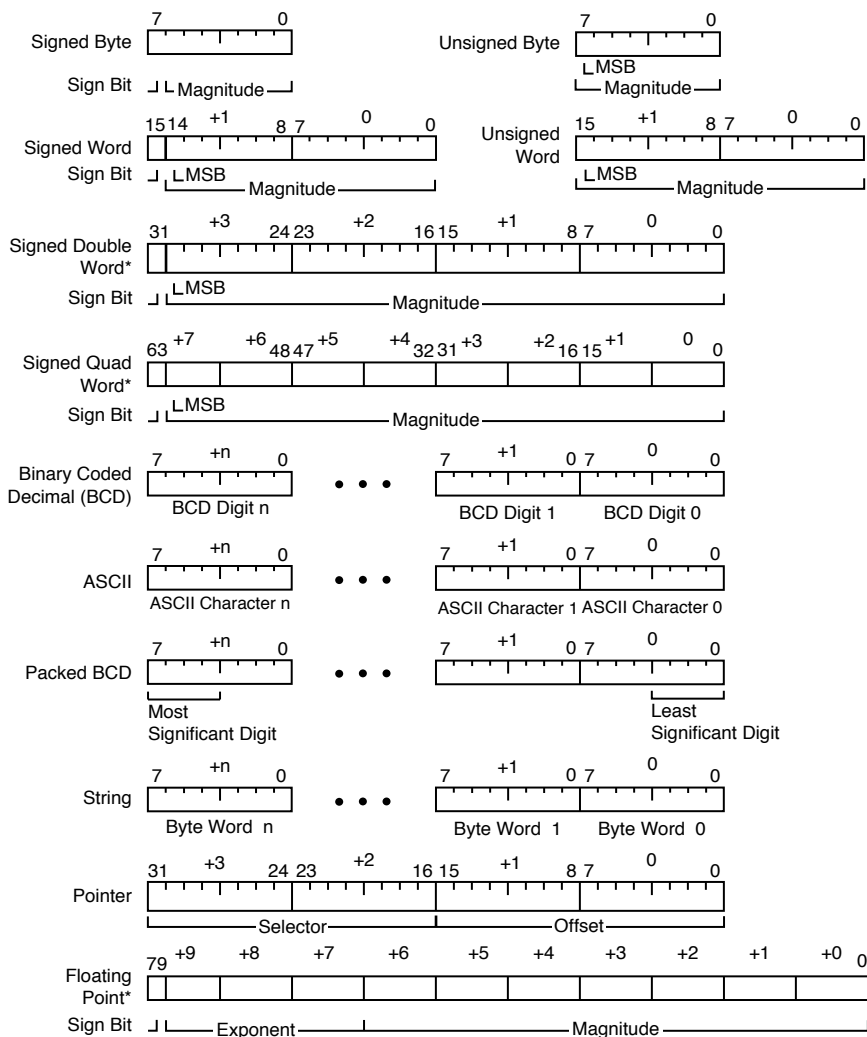 7 0 7 0
Signed Byte Unsigned Byte
MSB
Sign Bit Magnitude Magnitude
15 14 +1 8 7 0 0 15 +1 8 7 0 0
Signed Word Unsigned
Word
Sign Bit MSB MSB
Magnitude Magnitude
31 +3 24 23 +2 16 15 +1 8 7 0 0
Signed Double
Word*
MSB
Sign Bit Magnitude
63 +7 +6 48 47 +5 +4 32 31 +3 +2 16 15 +1 0 0
Signed Quad
Word*
MSB
Sign Bit Magnitude
7 +n 0 7 +1 0 7 0 0
Binary Coded
Decimal (BCD)
BCD Digit n BCD Digit 1 BCD Digit 0
7 +n 0 7 +1 0 7 0 0
ASCII
ASCII Character n ASCII Character 1 ASCII Character 0
7 +n 0 7 +1 0 7 0 0
Packed BCD
Most Least
Significant Digit Significant Digit
7 +n 0 7 +1 0 7 0 0
String
Byte Word n Byte Word 1 Byte Word 0
31 +3 24 23 +2 16 15 +1 8 7 0 0
Pointer
Selector Offset
79 +9 +8 +7 +6 +5 +4 +3 +2 +1 +0 0
Floating
Point*
Sign Bit Exponent Magnitude